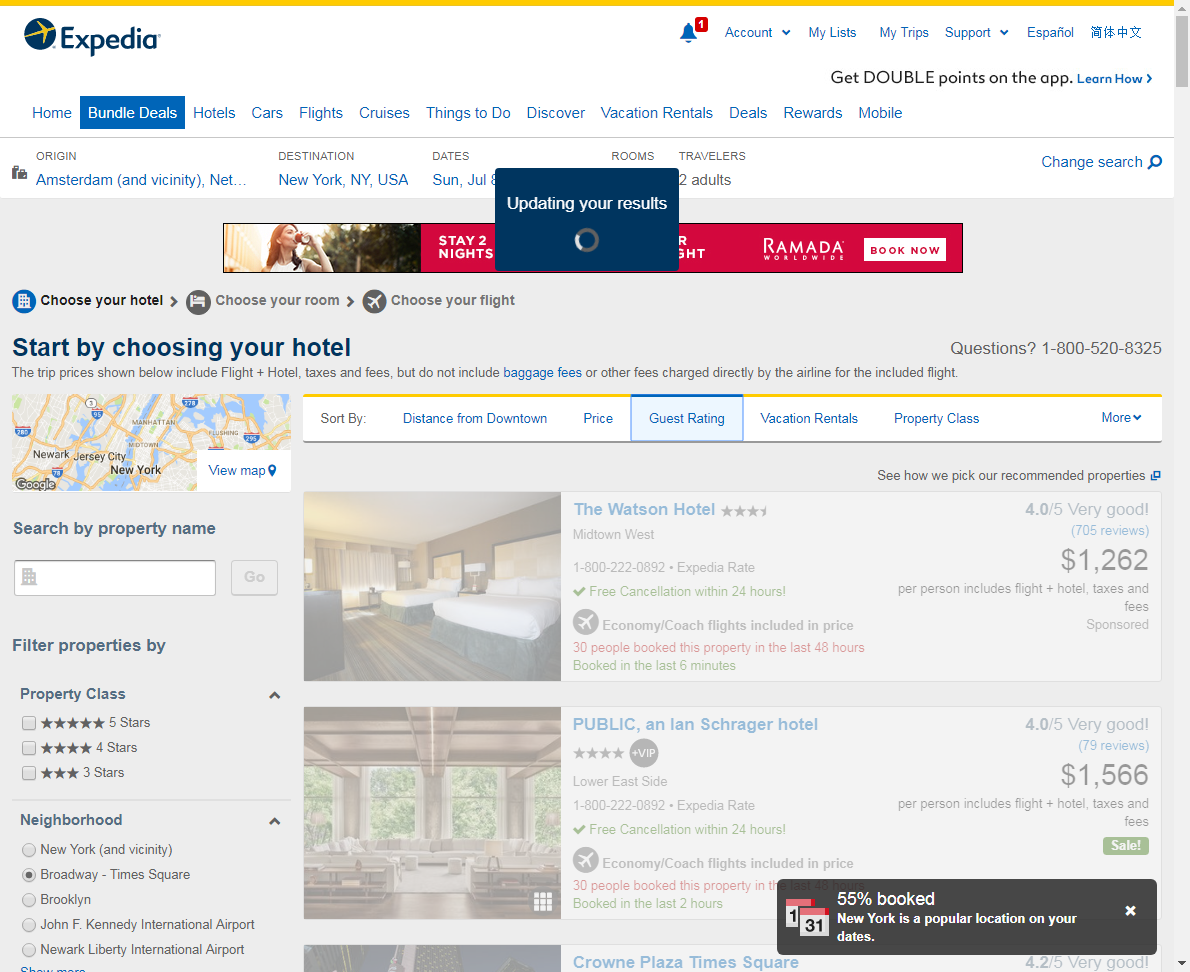 Expedia
1
Account
My Lists
My Trips
Support
Español
简体中文
Get DOUBLE points on the app. Learn How
Home
Bundle Deals
Hotels
Cars
Flights
Cruises
Things to Do
Discover
Vacation Rentals
Deals
Rewards
Mobile
ORIGIN
Amsterdam (and vicinity), Net...
DESTINATION
New York, NY, USA
DATES
Sun, Jul
ROOMS
TRAVELERS
2 adults
Change search
Updating your results
STAY 2
NIGHTS
RAMADA
WORLDWIDE
BOOK NOW
Choose your hotel
Choose your room
Choose your flight
Start by choosing your hotel
Questions? 1-800-520-8325
The trip prices shown below include Flight + Hotel, taxes and fees, but do not include baggage fees or other fees charged directly by the airline for the included flight.
3
278
95
MANHATTAN
280
FLUSHING
295
MIDTOWN
Newark
Jersey City
New York
78
Google
View map
Sort By:
Distance from Downtown
Price
Guest Rating
Vacation Rentals
Property Class
More
See how we pick our recommended properties
Search by property name
Go
Filter properties by
Property Class
5 Stars
4 Stars
3 Stars
Neighborhood
New York (and vicinity)
Broadway - Times Square
Brooklyn
John F. Kennedy International Airport
Newark Liberty International Airport
Show more
The Watson Hotel
Midtown West
1-800-222-0892 • Expedia Rate
Free Cancellation within 24 hours!
Economy/Coach flights included in price
30 people booked this property in the last 48 hours
Booked in the last 6 minutes
4.0/5 Very good!
(705 reviews)
$1,262
per person includes flight + hotel, taxes and
fees
Sponsored
PUBLIC, an Ian Schrager hotel
+VIP
Lower East Side
1-800-222-0892 • Expedia Rate
Free Cancellation within 24 hours!
Economy/Coach flights included in price
30 people booked this property in the last 48 hours
Booked in the last 2 hours
4.0/5 Very good!
(79 reviews)
$1,566
per person includes flight + hotel, taxes and
fees
Sale!
Crowne Plaza Times Square
4.2/5 Very good!
1
31
55% booked
New York is a popular location on your
dates.